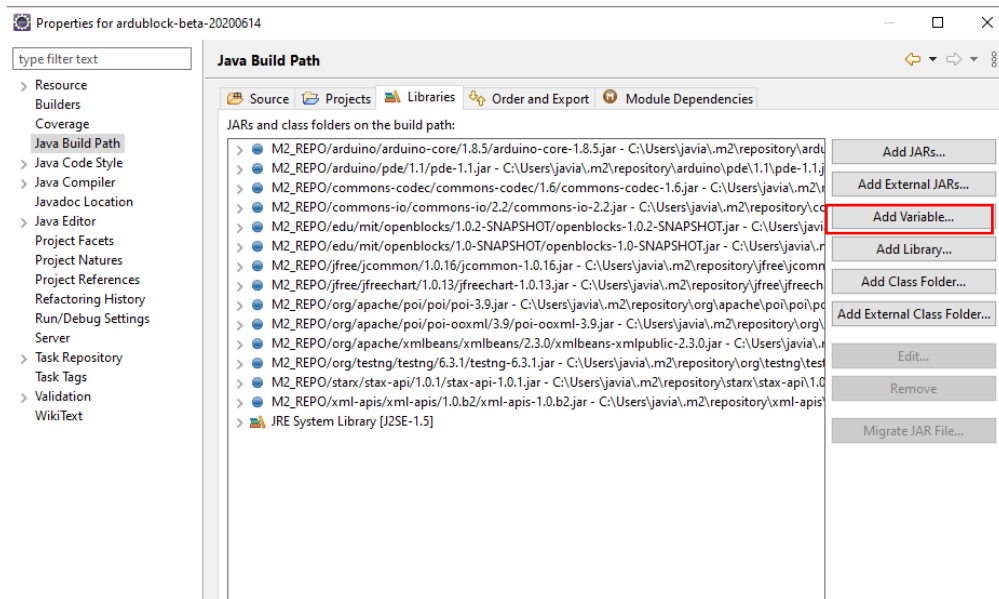 Properties for ardublock-beta-20200614
type filter text
Resource
Builders
Coverage
Java Build Path
Java Code Style
Java Compiler
Javadoc Location
Java Editor
Project Facets
Project Natures
Project References
Refactoring History
Run/Debug Settings
Server
Task Repository
Task Tags
Validation
WikiText
Java Build Path
Source Projects Libraries Order and Export Module Dependencies
JARs and class folders on the build path:
M2_REPO/arduino/arduino-core/1.8.5/arduino-core-1.8.5.jar - C:\Users\javia\.m2\repository\ardu
M2_REPO/arduino/pde/1.1/pde-1.1.jar - C:\Users\javia\.m2\repository\arduino\pde\1.1\pde-1.1.j
M2_REPO/commons-codec/commons-codec/1.6/commons-codec-1.6.jar - C:\Users\javia\.m2\r
M2_REPO/commons-io/commons-io/2.2/commons-io-2.2.jar - C:\Users\javia\.m2\repository\co
M2_REPO/edu/mit/openblocks/1.0.2-SNAPSHOT/openblocks-1.0.2-SNAPSHOT.jar - C:\Users\javi
M2_REPO/edu/mit/openblocks/1.0-SNAPSHOT/openblocks-1.0-SNAPSHOT.jar - C:\Users\javia\.r
M2_REPO/jfree/jcommon/1.0.16/jcommon-1.0.16.jar - C:\Users\javia\.m2\repository\jfree\jcomn
M2_REPO/jfree/jfreechart/1.0.13/jfreechart-1.0.13.jar - C:\Users\javia\.m2\repository\jfree\jfreech
M2_REPO/org/apache/poi/poi/poi-3.9.jar - C:\Users\javia\.m2\repository\org\apache\poi\poi\po
M2_REPO/org/apache/poi/poi-ooxml/3.9/poi-ooxml-3.9.jar - C:\Users\javia\.m2\repository\org\
M2_REPO/org/apache/xmlbeans/xmlbeans/2.3.0/xmlbeans-xmlpublic-2.3.0.jar - C:\Users\javia\.r
M2_REPO/org/testng/testng/6.3.1/testng-6.3.1.jar - C:\Users\javia\.m2\repository\org\testng\test
M2_REPO/starx/stax-api/1.0.1/stax-api-1.0.1.jar - C:\Users\javia\.m2\repository\starx\stax-api\1.0
M2_REPO/xml-apis/xml-apis/1.0.b2/xml-apis-1.0.b2.jar - C:\Users\javia\.m2\repository\xml-apis\
JRE System Library [J2SE-1.5]
Add JARs...
Add External JARs...
Add Variable...
Add Library...
Add Class Folder...
Add External Class Folder...
Edit...
Remove
Migrate JAR File...